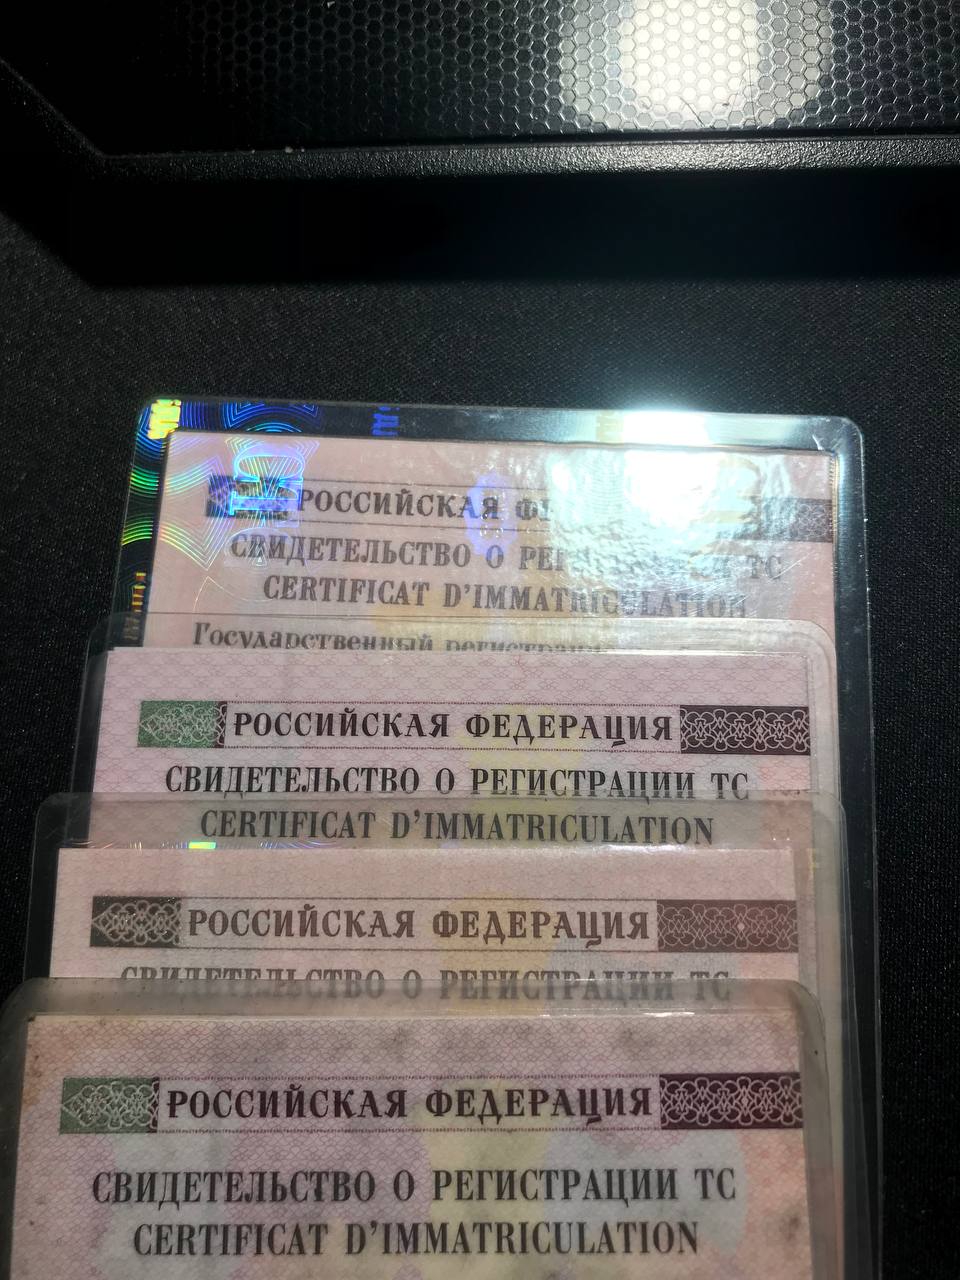 РОССИЙСКАЯ
СВИДЕТЕЛЬСТВО О ТС
CERTIFICAT D'IMMATRICULATION
Государственный
РОССИЙСКАЯ ФЕДЕРАЦИЯ
СВИДЕТЕЛЬСТВО О РЕГИСТРАЦИИ ТС
CERTIFICAT D'IMMATRICULATION
РОССИЙСКАЯ ФЕДЕРАЦИЯ
СВИДЕТЕЛЬСТВО О РЕГИСТРАЦИИ ТС
РОССИЙСКАЯ ФЕДЕРАЦИЯ
СВИДЕТЕЛЬСТВО О РЕГИСТРАЦИИ ТС
CERTIFICAT D'IMMATRICULATION